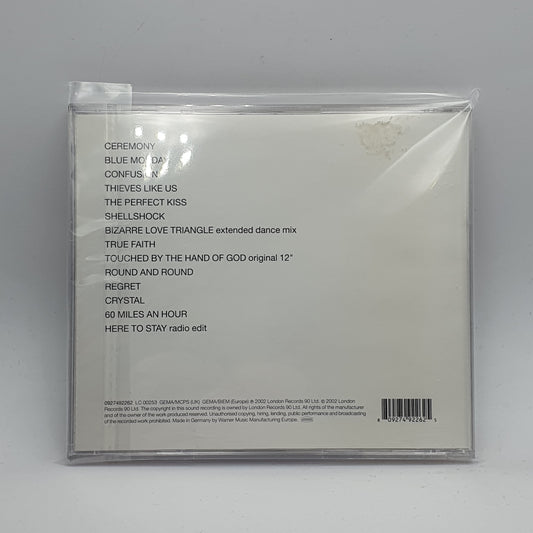 CEREMONY
BLUE MONDAY
CONFUSION
THIEVES LIKE US
THE PERFECT KISS
SHELLSHOCK
BIZARRE LOVE TRIANGLE extended dance mix
TRUE FAITH
TOUCHED BY THE HAND OF GOD original 12"
ROUND AND ROUND
REGRET
CRYSTAL
60 MILES AN HOUR
HERE TO STAY radio edit
0927492262 LC 00253 GEMA/MCPS (UK) GEMA/BIEM (Europe) ℗ 2002 London Records 90 Ltd. © 2002 London
Records 90 Ltd. The copyright in this sound recording is owned by London Records 90 Ltd. All rights of the manufacturer
and of the owner of the work produced reserved. Unauthorised copying, hiring, lending, public performance and broadcasting
of the recorded work prohibited. Made in Germany by Warner Music Manufacturing Europe.
09274 92262 5